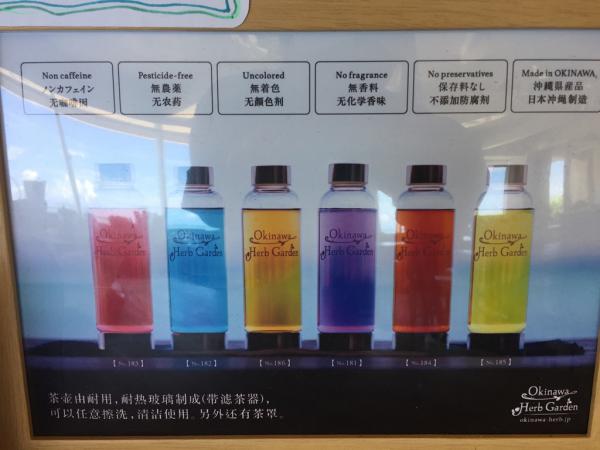 Non caffeine
ノンカフェイン
无咖啡因
Pesticide-free
無農薬
无农药
Uncolored
無着色
无颜色剂
No fragrance
無香料
无化学香味
No preservatives
保存料なし
不添加防腐剂
Made in OKINAWA,
沖縄県産品
日本沖绳制造
Okinawa
Herb Garden
Okinawa
Herb Garden
Okinawa
Herb Garden
Okinawa
Herb Garden
Okinawa
Herb Garden
Okinawa
Herb Garden
【 No.183 】
【 No.182 】
【 No.186 】
【 No.181 】
【 No.184 】
【 No.185 】
茶壶由耐用，耐热玻璃制成(带滤茶器)，
可以任意擦洗，清洁使用。另外还有茶罩。
Okinawa
Herb Garden
okinawa-herb.jp